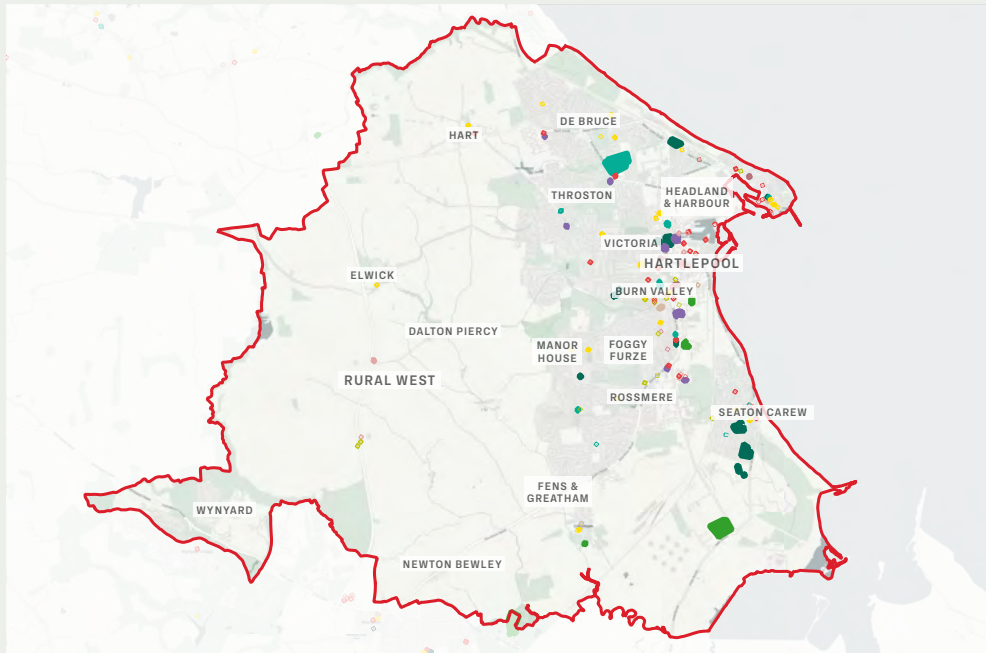 DE BRUCE
HART
THROSTON
HEADLAND
& HARBOUR
VICTORIA
HARTLEPOOL
ELWICK
BURN VALLEY
DALTON PIERCY
MANOR
HOUSE
FOGGY
FURZE
RURAL WEST
ROSSMERE
SEATON CAREW
FENS &
GREATHAM
WYNYARD
NEWTON BEWLEY